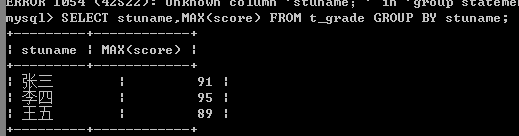 ERROR 1054 (42S22): Unknown column 'stuname; ' in 'group stateme
mysql> SELECT stuname,MAX(score) FROM t_grade GROUP BY stuname;
+---------+------------+
| stuname | MAX(score) |
+---------+------------+
| 张三 | 91 |
| 李四 | 95 |
| 王五 | 89 |
+---------+------------+